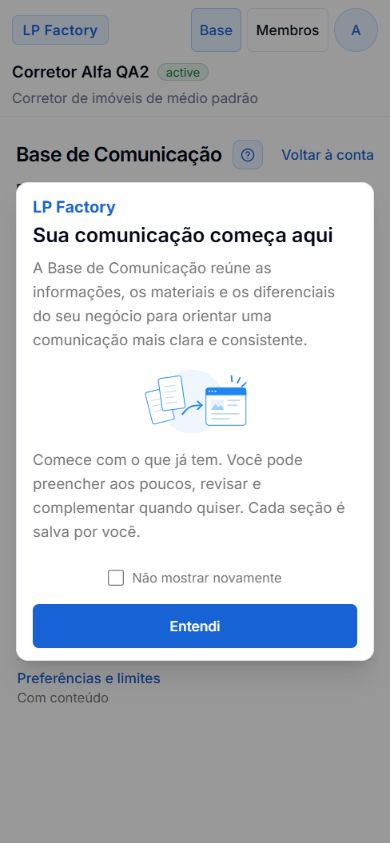 LP Factory
Base
Membros
A
Corretor Alfa QA2
active
Corretor de imóveis de médio padrão
Base de Comunicação
?
Voltar à conta
LP Factory
Sua comunicação começa aqui
A Base de Comunicação reúne as
informações, os materiais e os diferenciais
do seu negócio para orientar uma
comunicação mais clara e consistente.
Comece com o que já tem. Você pode
preencher aos poucos, revisar e
complementar quando quiser. Cada seção é
salva por você.
Não mostrar novamente
Entendi
Preferências e limites
Com conteúdo